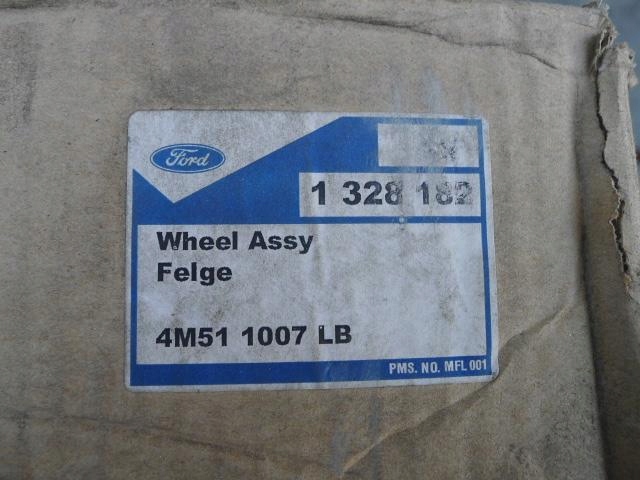 Ford
1 328 182
Wheel Assy
Felge
4M51 1007 LB
PMS. NO. MFL 001